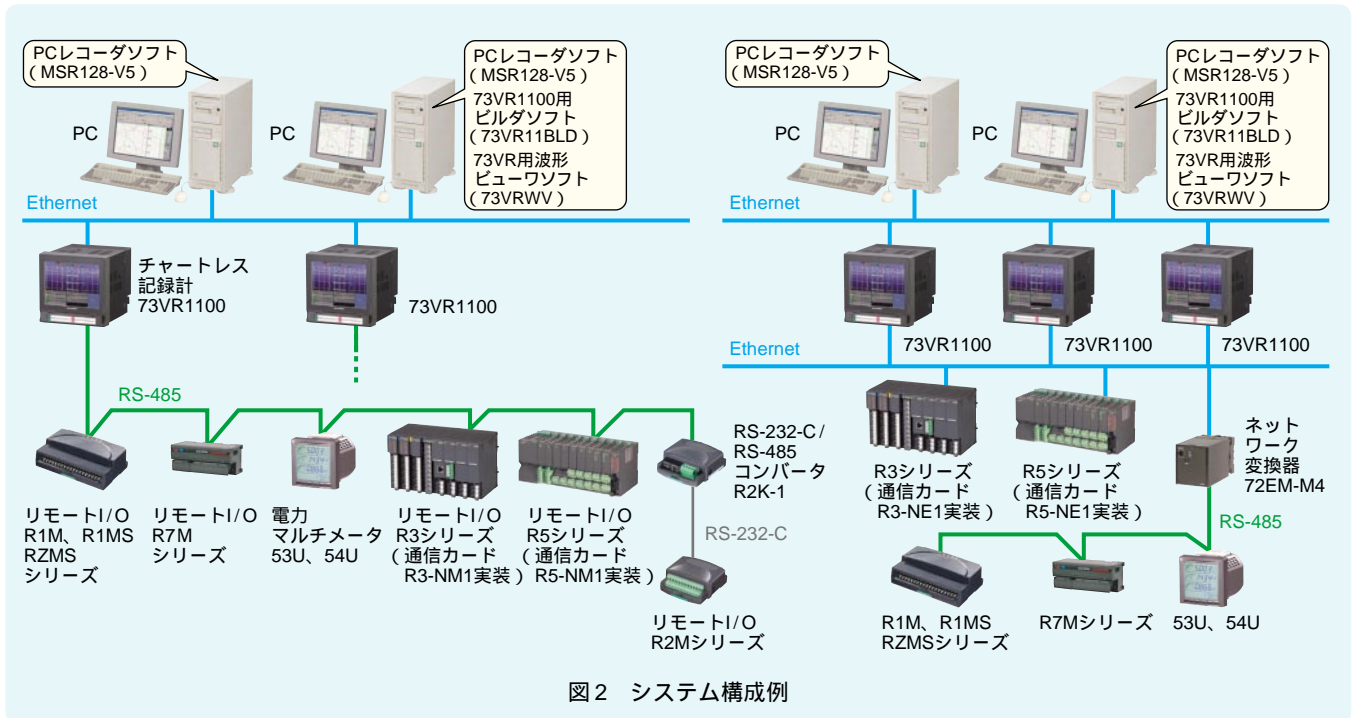 PCレコーダソフト
（MSR128-V5）
PC
PC
PCレコーダソフト
（MSR128-V5）
73VR1100用
ビルダソフト
（73VR11BLD）
73VR用波形
ビューワソフト
（73VRWV）
Ethernet
チャートレス
記録計
73VR1100
73VR1100
RS-485
リモートI/O
R1M、R1MS
RZMS
シリーズ
リモートI/O
R7M
シリーズ
電力
マルチメータ
53U、54U
リモートI/O
R3シリーズ
（通信カード
R3-NM1実装）
リモートI/O
R5シリーズ
（通信カード
R5-NM1実装）
RS-232-C/
RS-485
コンバータ
R2K-1
RS-232-C
リモートI/O
R2Mシリーズ
PCレコーダソフト
（MSR128-V5）
PC
PC
PCレコーダソフト
（MSR128-V5）
73VR1100用
ビルダソフト
（73VR11BLD）
73VR用波形
ビューワソフト
（73VRWV）
Ethernet
73VR1100
73VR1100
73VR1100
Ethernet
R3シリーズ
（通信カード
R3-NE1実装）
R5シリーズ
（通信カード
R5-NE1実装）
ネット
ワーク
変換器
72EM-M4
RS-485
R1M、R1MS
RZMSシリーズ
R7Mシリーズ
53U、54U
図2　システム構成例